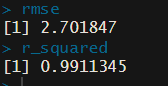 > rmse
[1] 2.701847
> r_squared
[1] 0.9911345
>